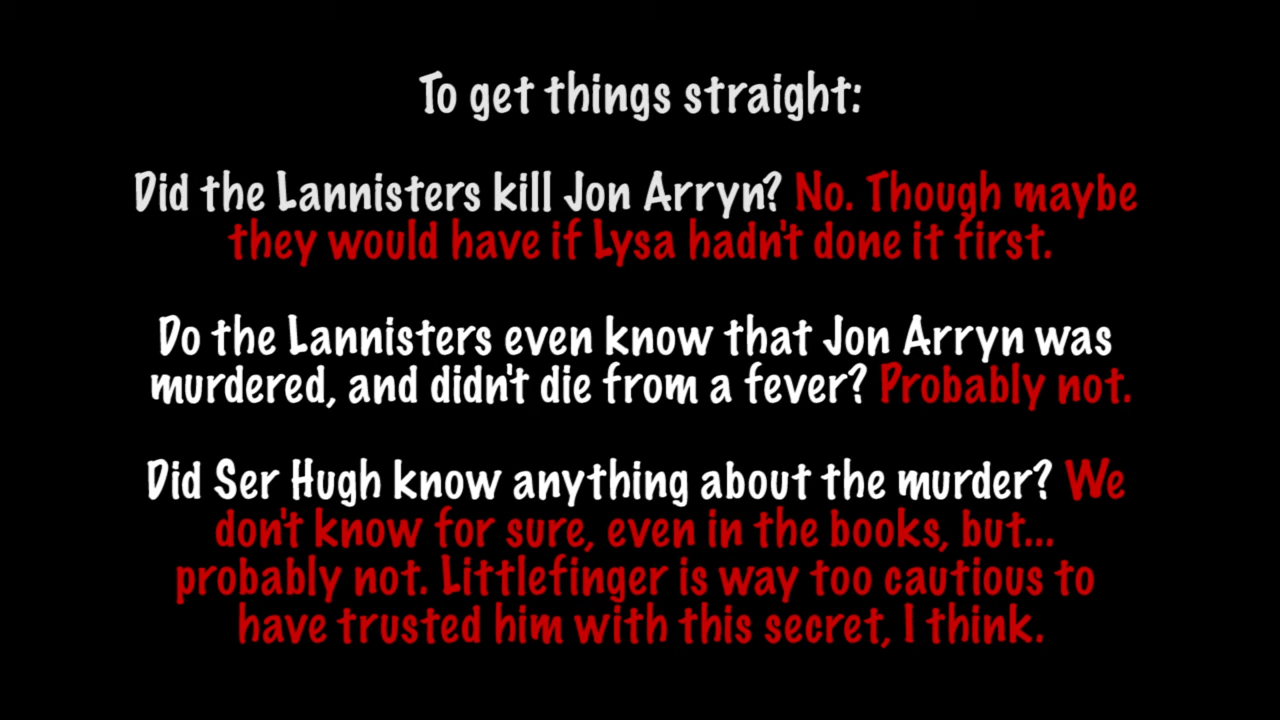 To get things straight:
Did the Lannisters kill Jon Arryn? No. Though maybe
they would have if Lysa hadn't done it first.
Do the Lannisters even know that Jon Arryn was
murdered, and didn't die from a fever? Probably not.
Did Ser Hugh know anything about the murder? We
don't know for sure, even in the books, but...
probably not. Littlefinger is way too cautious to
have trusted him with this secret, I think.